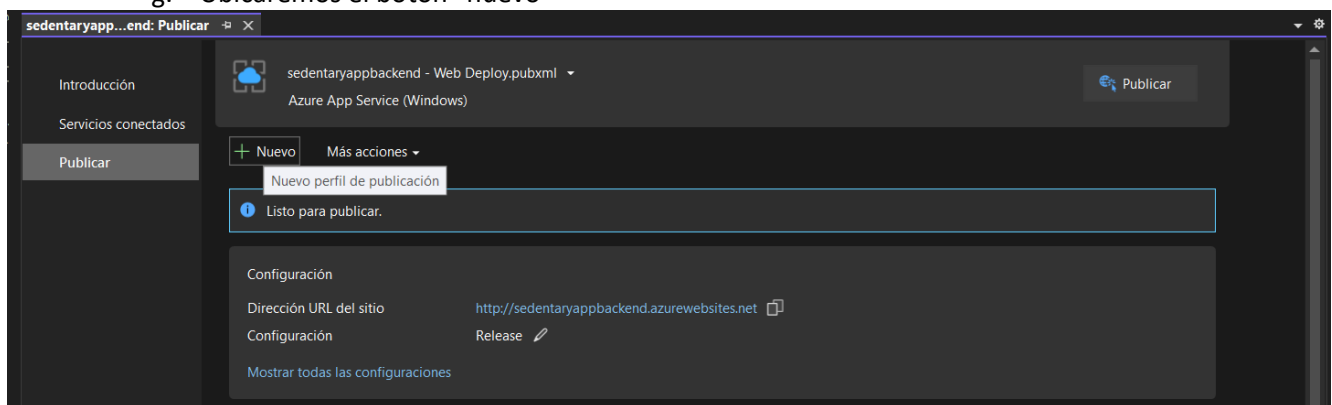 g. Ubicaremos el botón "nuevo"
sedentaryapp...end: Publicar
Introducción
Servicios conectados
Publicar
sedentaryappbackend - Web Deploy.pubxml
Azure App Service (Windows)
Publicar
Nuevo
Más acciones
Nuevo perfil de publicación
Listo para publicar.
Configuración
Dirección URL del sitio http://sedentaryappbackend.azurewebsites.net
Configuración Release
Mostrar todas las configuraciones